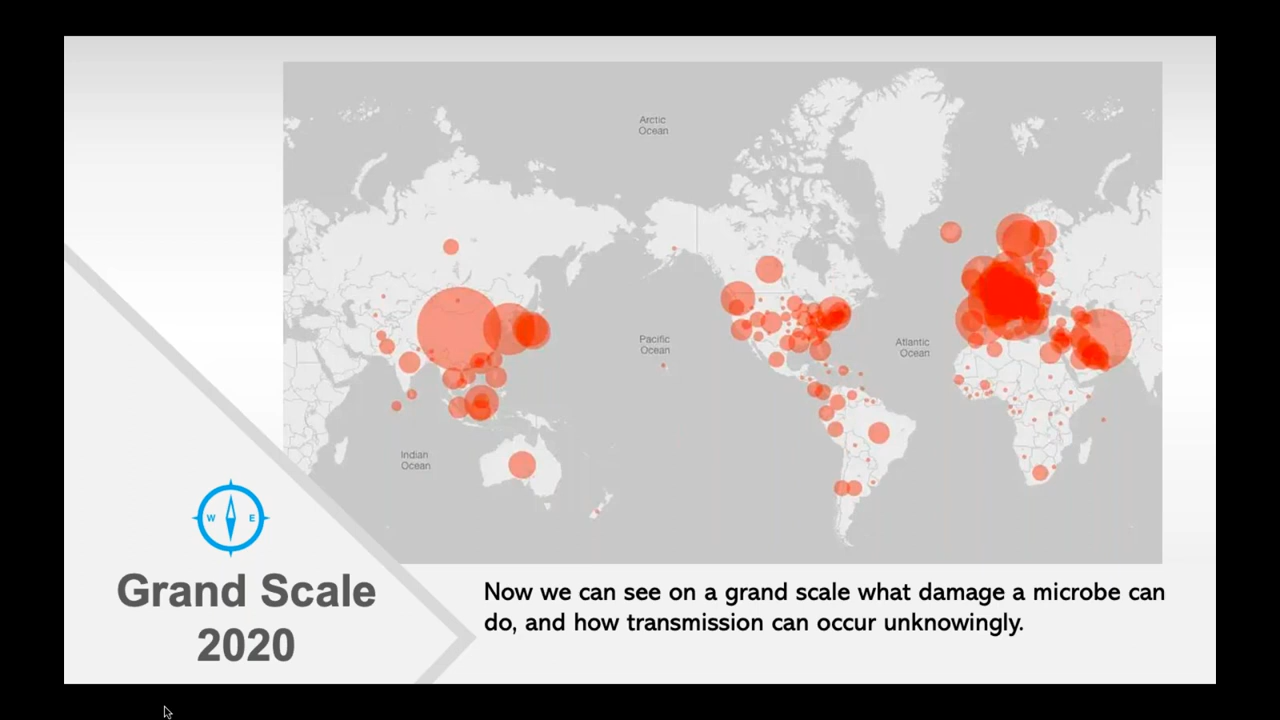 Arctic
Ocean
Pacific
Ocean
Atlantic
Ocean
Indian
Ocean
W E
Grand Scale
2020
Now we can see on a grand scale what damage a microbe can
do, and how transmission can occur unknowingly.